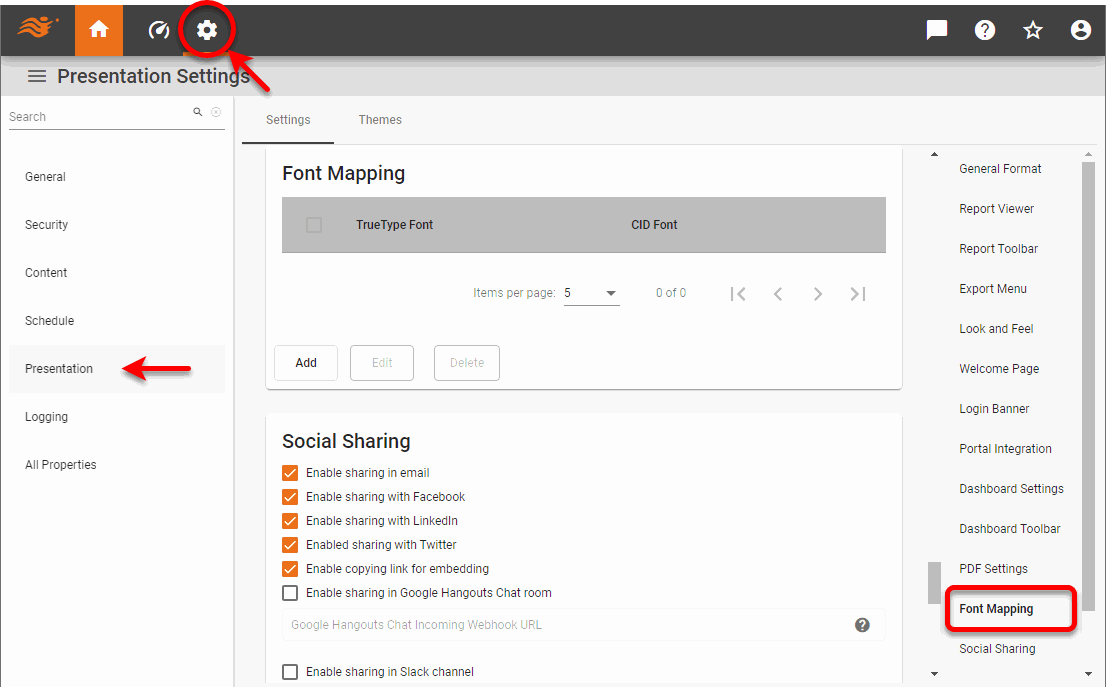 Presentation Settings
Search
General
Security
Content
Schedule
Presentation
Logging
All Properties
Settings Themes
Font Mapping
TrueType Font CID Font
Items per page: 5 0 of 0
Add Edit Delete
Social Sharing
Enable sharing in email
Enable sharing with Facebook
Enable sharing with LinkedIn
Enabled sharing with Twitter
Enable copying link for embedding
Enable sharing in Google Hangouts Chat room
Google Hangouts Chat Incoming Webhook URL
Enable sharing in Slack channel
General Format
Report Viewer
Report Toolbar
Export Menu
Look and Feel
Welcome Page
Login Banner
Portal Integration
Dashboard Settings
Dashboard Toolbar
PDF Settings
Font Mapping
Social Sharing